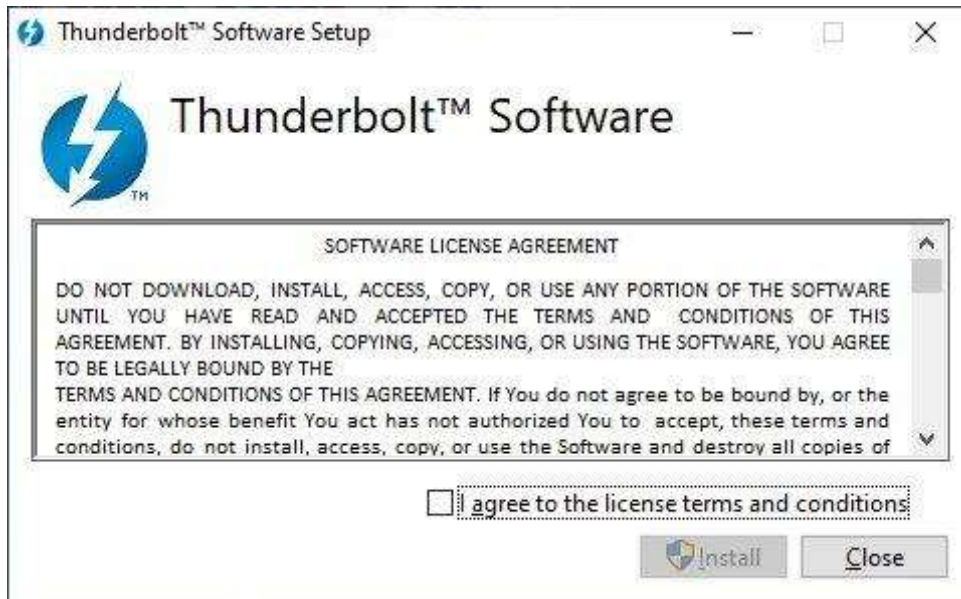 Thunderbolt™ Software Setup
Thunderbolt™ Software
TM
SOFTWARE LICENSE AGREEMENT
DO NOT DOWNLOAD, INSTALL, ACCESS, COPY, OR USE ANY PORTION OF THE SOFTWARE
UNTIL YOU HAVE READ AND ACCEPTED THE TERMS AND CONDITIONS OF THIS
AGREEMENT. BY INSTALLING, COPYING, ACCESSING, OR USING THE SOFTWARE, YOU AGREE
TO BE LEGALLY BOUND BY THE
TERMS AND CONDITIONS OF THIS AGREEMENT. If You do not agree to be bound by, or the
entity for whose benefit You act has not authorized You to accept, these terms and
conditions, do not install, access, copy, or use the Software and destroy all copies of
I agree to the license terms and conditions
Install
Close